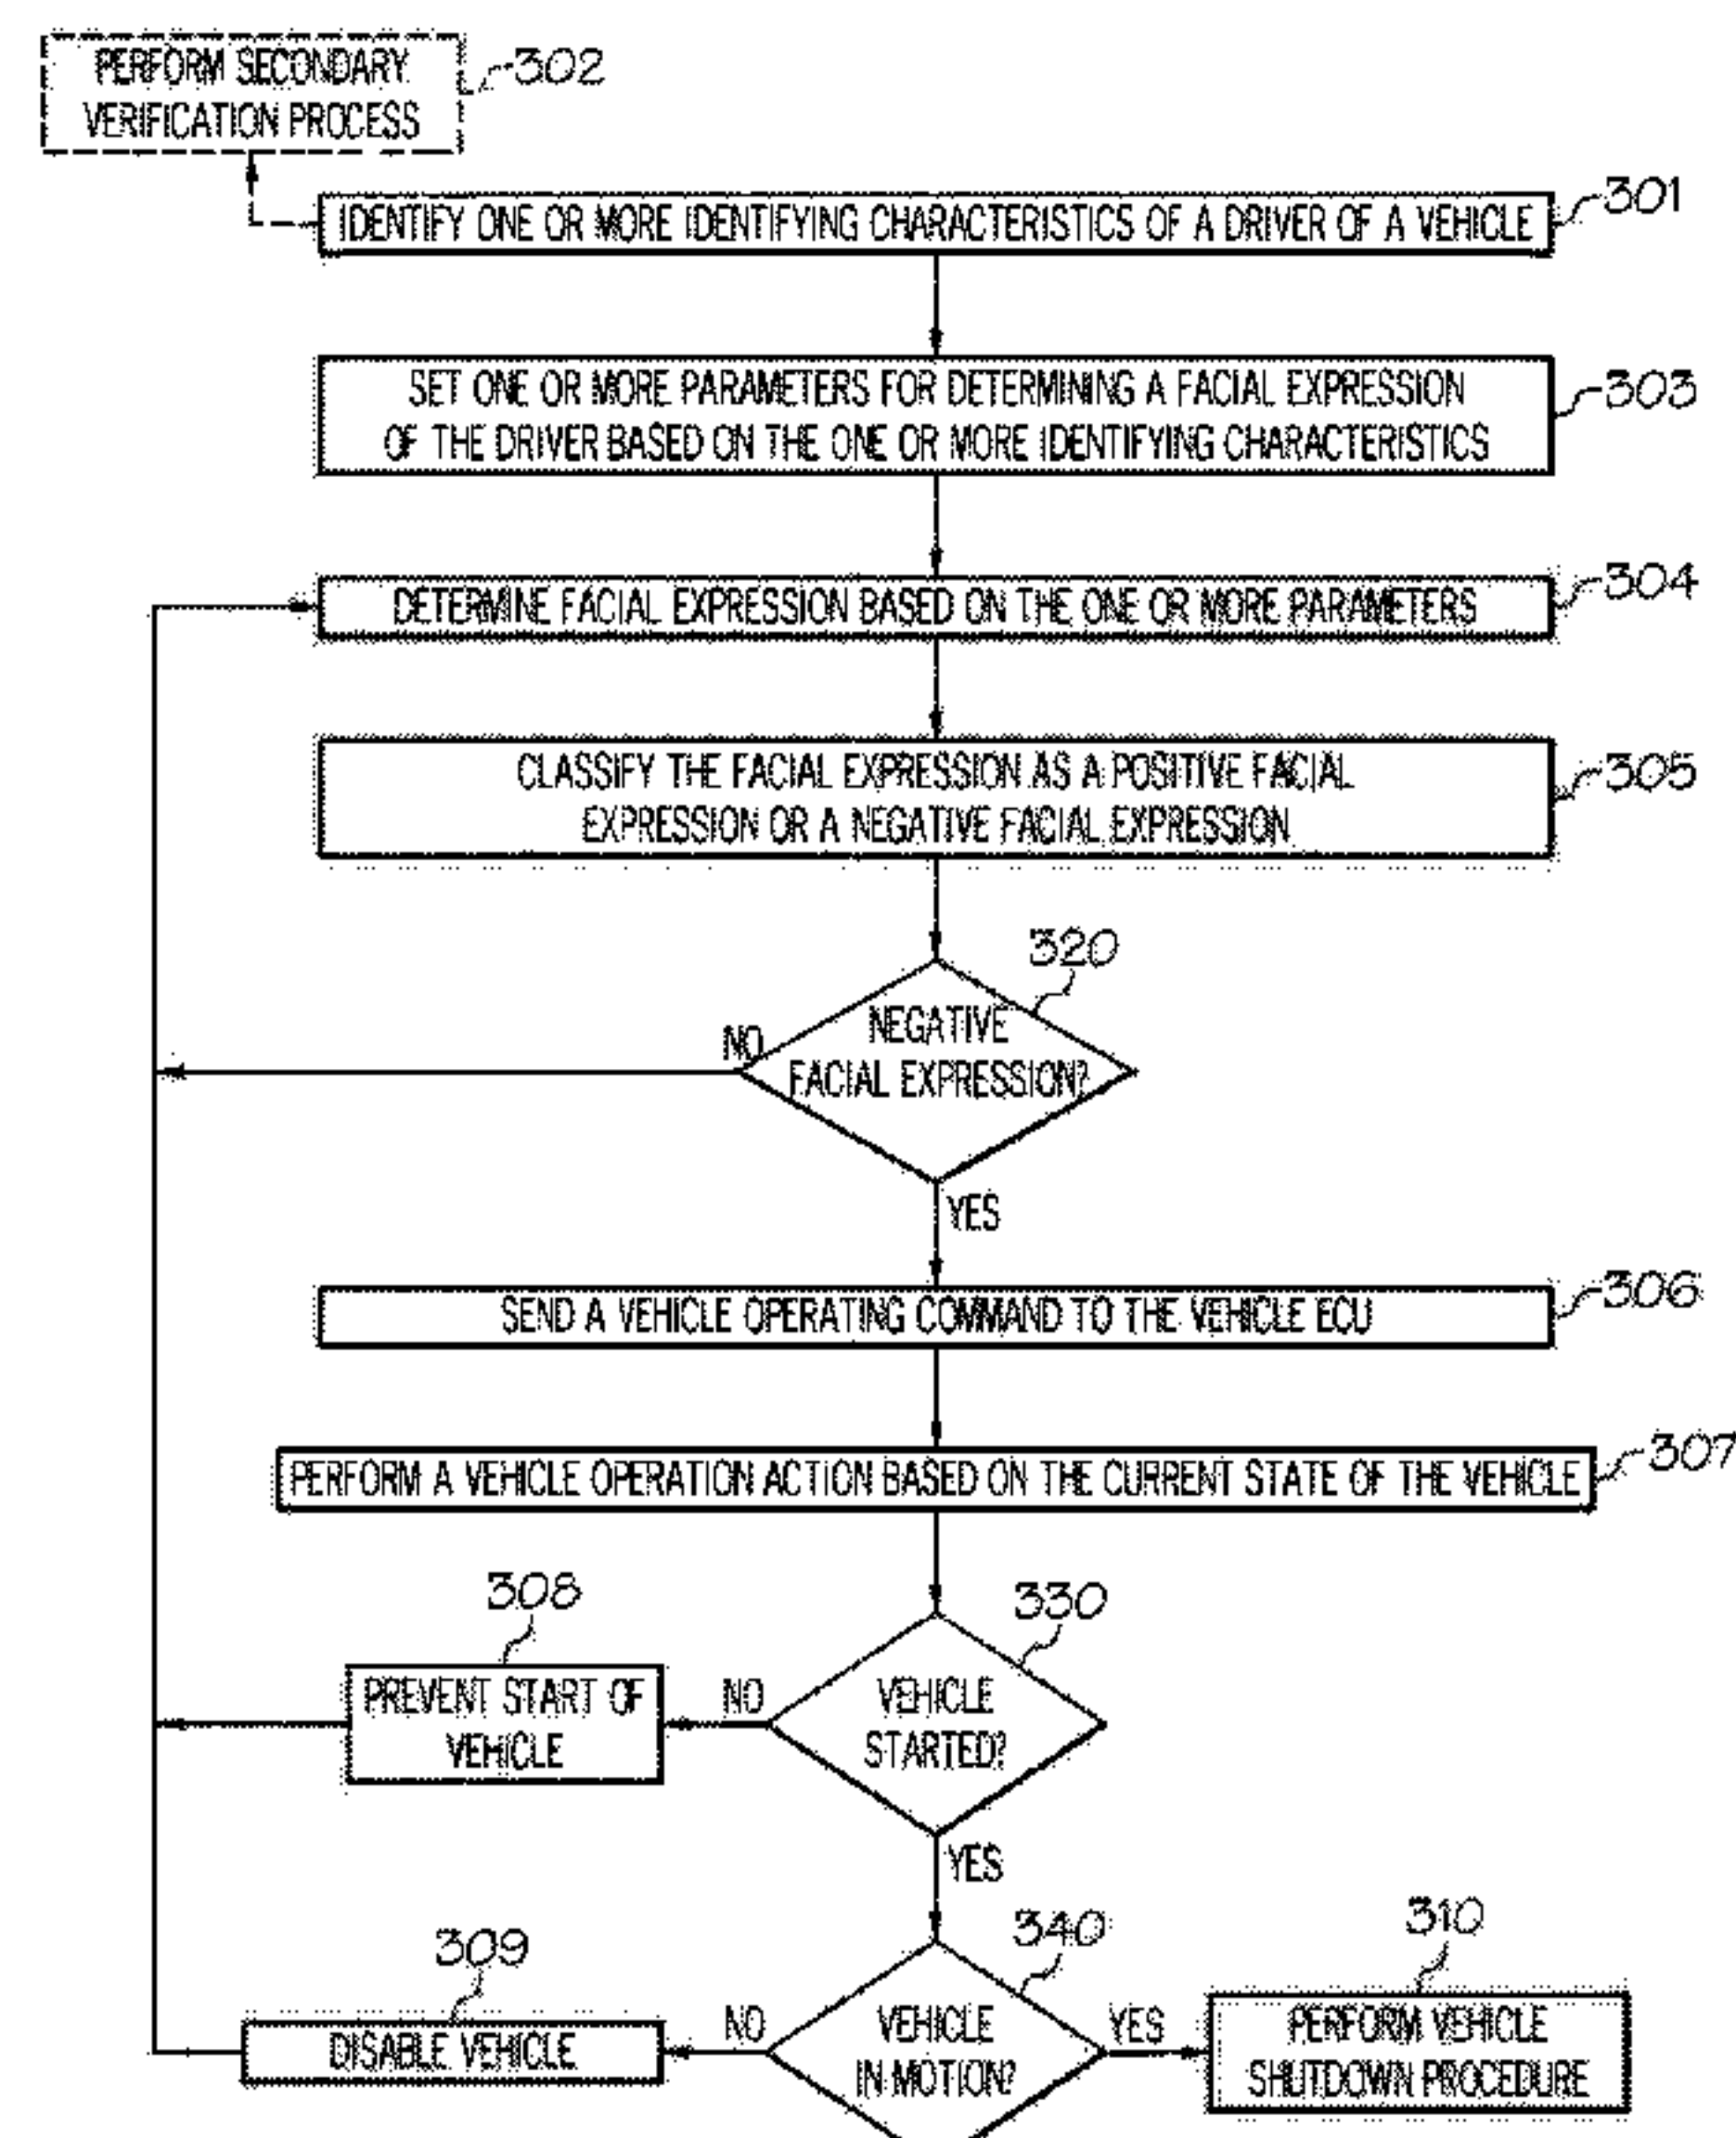 PERFORM SECONDARY
VERIFICATION PROCESS
302
IDENTIFY ONE OR MORE IDENTIFYING CHARACTERISTICS OF A DRIVER OF A VEHICLE
301
SET ONE OR MORE PARAMETERS FOR DETERMINING A FACIAL EXPRESSION
OF THE DRIVER BASED ON THE ONE OR MORE IDENTIFYING CHARACTERISTICS
303
DETERMINE FACIAL EXPRESSION BASED ON THE ONE OR MORE PARAMETERS
304
CLASSIFY THE FACIAL EXPRESSION AS A POSITIVE FACIAL
EXPRESSION OR A NEGATIVE FACIAL EXPRESSION
305
320
NEGATIVE
FACIAL EXPRESSION?
NO
YES
SEND A VEHICLE OPERATING COMMAND TO THE VEHICLE ECU
306
PERFORM A VEHICLE OPERATION ACTION BASED ON THE CURRENT STATE OF THE VEHICLE
307
308
PREVENT START OF
VEHICLE
NO
330
VEHICLE
STARTED?
YES
309
DISABLE VEHICLE
NO
340
VEHICLE
IN MOTION?
YES
310
PERFORM VEHICLE
SHUTDOWN PROCEDURE